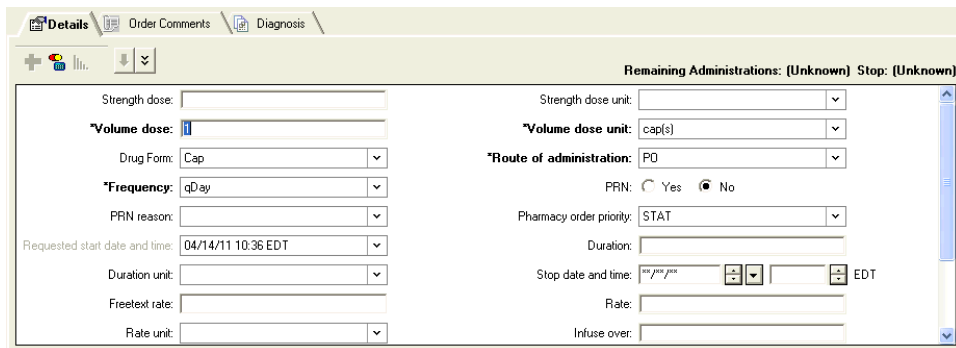 Details Order Comments Diagnosis
Remaining Administrations: (Unknown) Stop: (Unknown)
Strength dose: Strength dose unit:
*Volume dose: 1 *Volume dose unit: cap(s)
Drug Form: Cap *Route of administration: PO
*Frequency: qDay PRN: Yes No
PRN reason: Pharmacy order priority: STAT
Requested start date and time: 04/14/11 10:36 EDT Duration:
Duration unit: Stop date and time: **/**/** EDT
Freetext rate: Rate:
Rate unit: Infuse over: